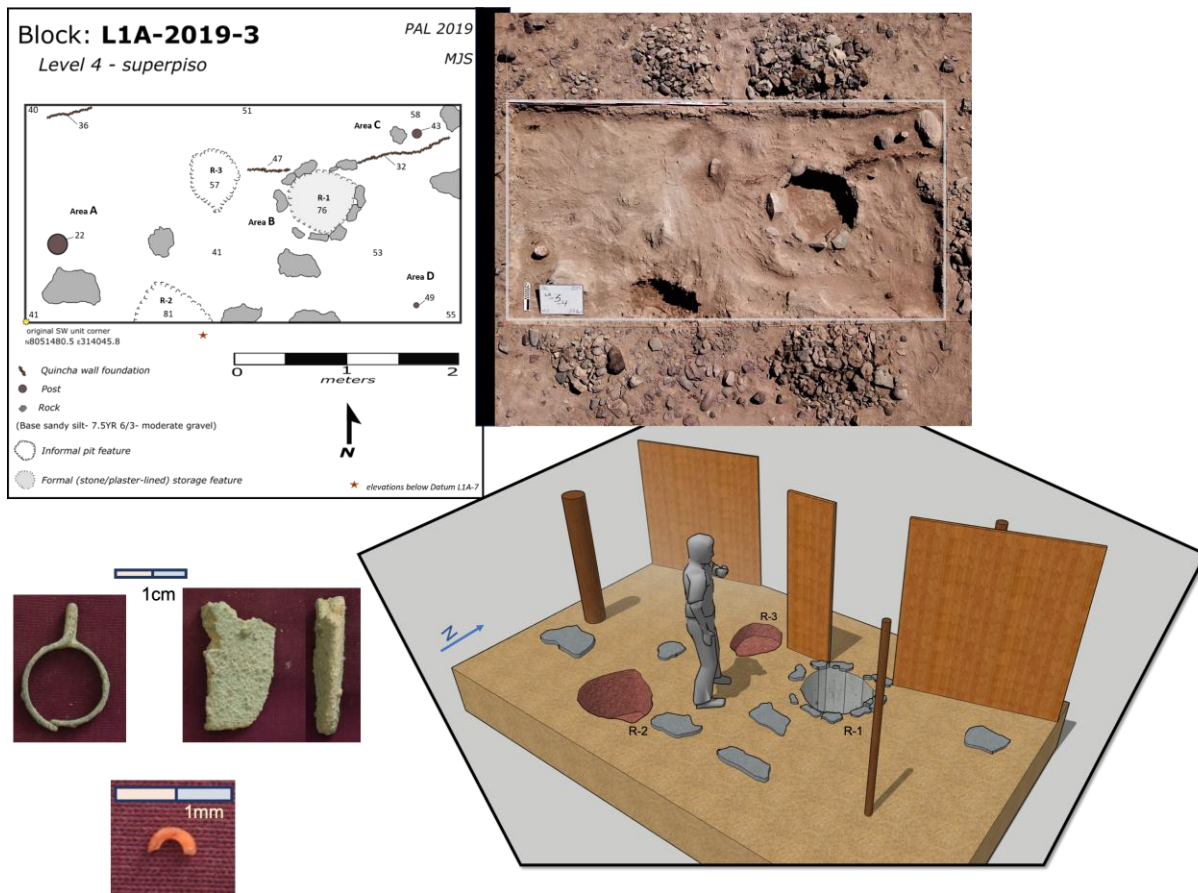 Block: L1A-2019-3
PAL 2019
Level 4 - superpiso
MJS
40
51
58
Area C
43
36
47
32
R-3
57
R-1
76
Area A
Area B
22
41
53
Area D
R-2
49
81
41
55
original SW unit corner
N8051480.5 E314045.8
0 1 2
meters
Quincha wall foundation
Post
Rock
(Base sandy silt- 7.5YR 6/3- moderate gravel)
N
Informal pit feature
Formal (stone/plaster-lined) storage feature
elevations below Datum L1A-7
1cm
1mm
N
R-3
R-2
R-1